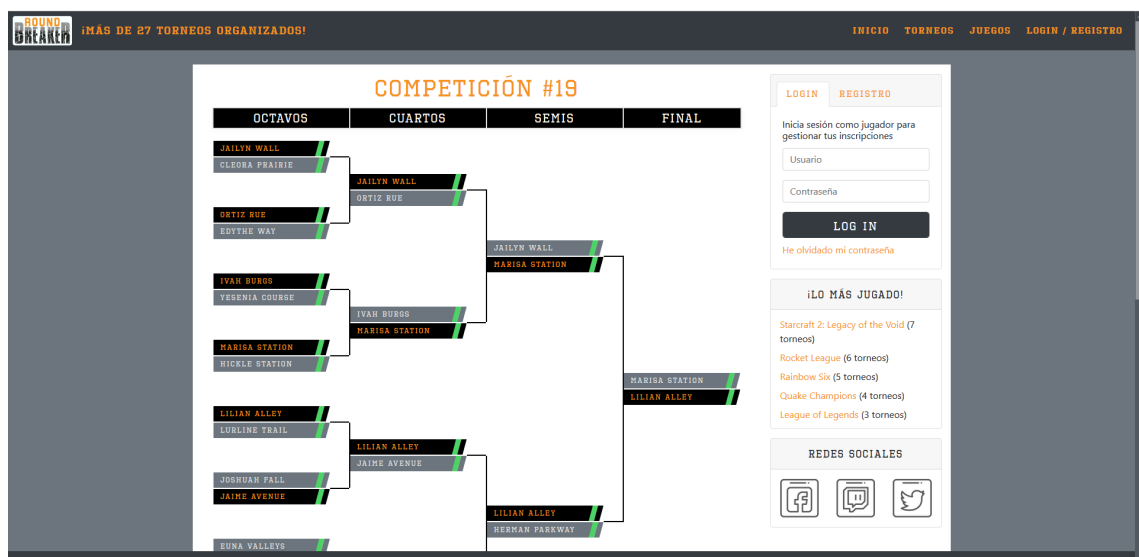 ROUND
BREAKER
¡MÁS DE 27 TORNEOS ORGANIZADOS!
INICIO TORNEOS JUEGOS LOGIN / REGISTRO
COMPETICIÓN #19
OCTAVOS CUARTOS SEMIS FINAL
JAILYN WALL
CLEORA PRAIRIE
ORTIZ RUE
EDYTHE WAY
IVAH BURGS
YESENIA COURSE
MARISA STATION
HICKLE STATION
LILIAN ALLEY
LURLINE TRAIL
JOSHUAH FALL
JAIME AVENUE
EUNA VALLEYS
JAILYN WALL
ORTIZ RUE
IVAH BURGS
MARISA STATION
LILIAN ALLEY
JAIME AVENUE
JAILYN WALL
MARISA STATION
LILIAN ALLEY
HERMAN PARKWAY
MARISA STATION
LILIAN ALLEY
LOGIN REGISTRO
Inicia sesión como jugador para
gestionar tus inscripciones
Usuario
Contraseña
LOG IN
He olvidado mi contraseña
¡LO MÁS JUGADO!
Starcraft 2: Legacy of the Void (7
torneos)
Rocket League (6 torneos)
Rainbow Six (5 torneos)
Quake Champions (4 torneos)
League of Legends (3 torneos)
REDES SOCIALES